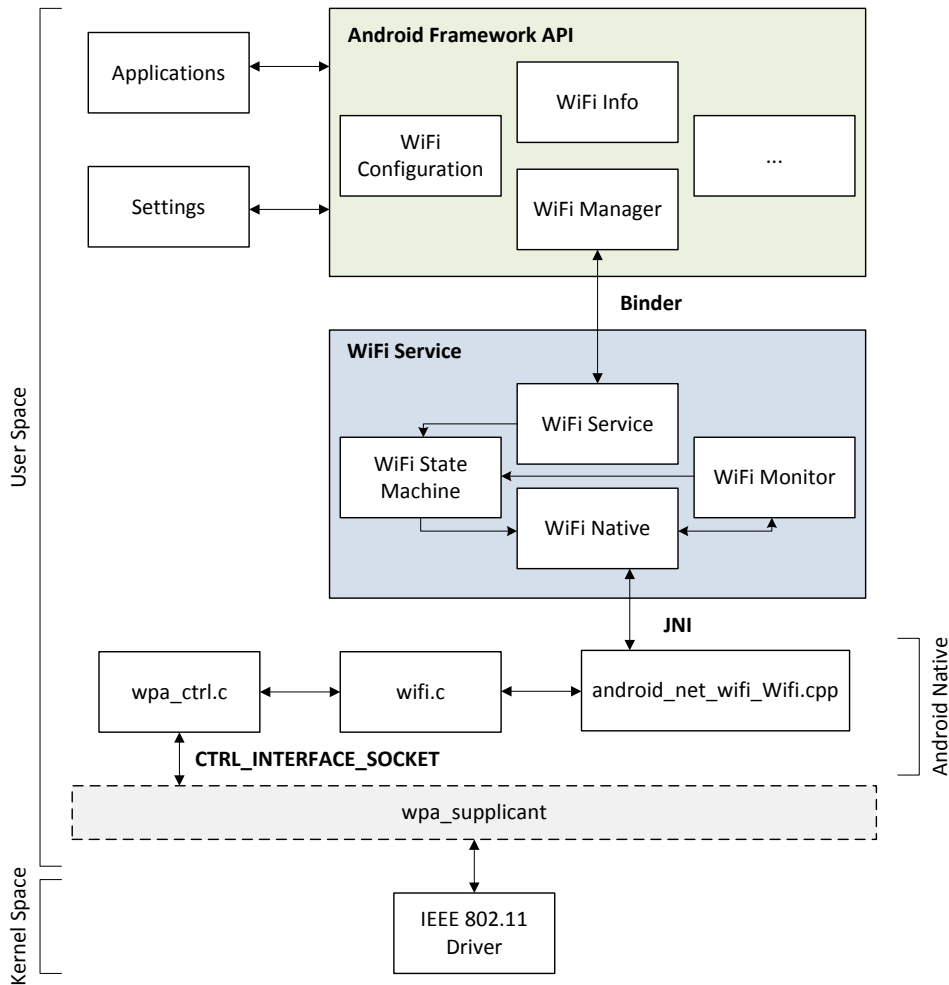 Android Framework API
Applications
WiFi Info
WiFi
Configuration
...
Settings
WiFi Manager
Binder
User Space
WiFi Service
WiFi Service
WiFi State
Machine
WiFi Monitor
WiFi Native
JNI
wpa_ctrl.c
wifi.c
android_net_wifi_Wifi.cpp
Android Native
CTRL_INTERFACE_SOCKET
wpa_supplicant
Kernel Space
IEEE 802.11
Driver